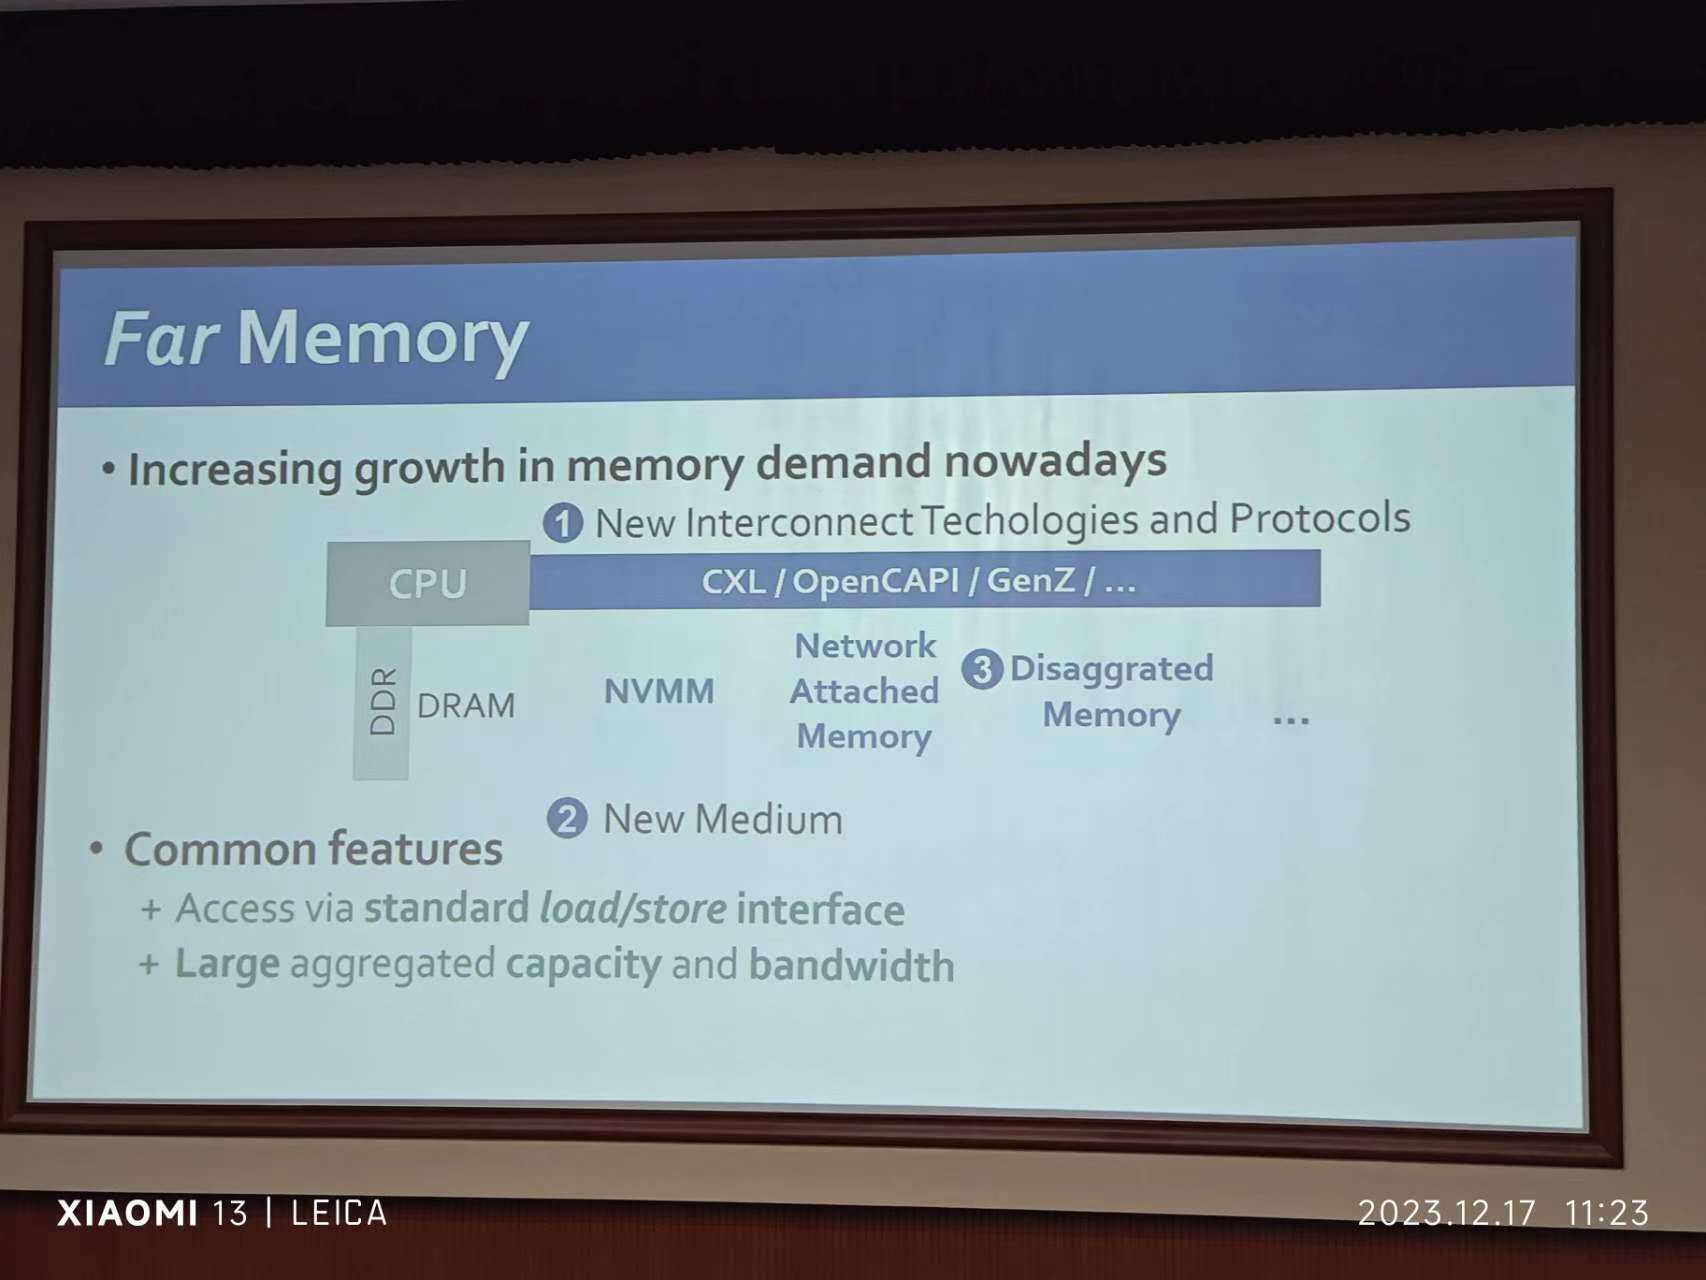 Far Memory
• Increasing growth in memory demand nowadays
1 New Interconnect Techologies and Protocols
CPU
CXL / OpenCAPI / GenZ / ...
DDR
DRAM
NVMM
Network
Attached
Memory
3 Disaggrated
Memory
...
2 New Medium
• Common features
+ Access via standard load/store interface
+ Large aggregated capacity and bandwidth
XIAOMI 13 | LEICA
2023.12.17 11:23